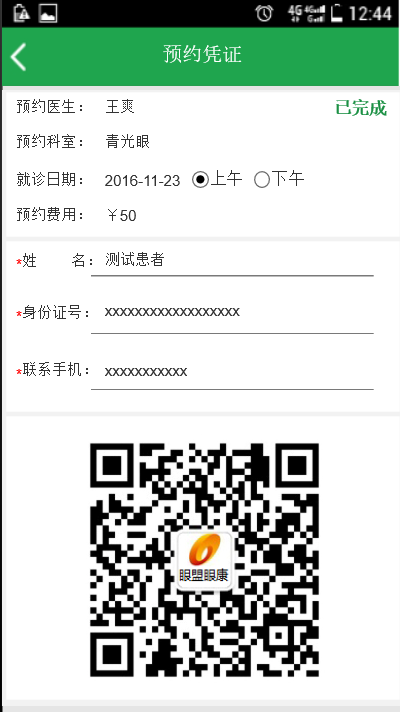 4G 4G 12:44
预约凭证
预约医生： 王爽 已完成
预约科室： 青光眼
就诊日期： 2016-11-23 上午 下午
预约费用： ￥50
*姓 名： 测试患者
*身份证号： xxxxxxxxxxxxxxxxxx
*联系手机： xxxxxxxxxxx
眼盟眼康